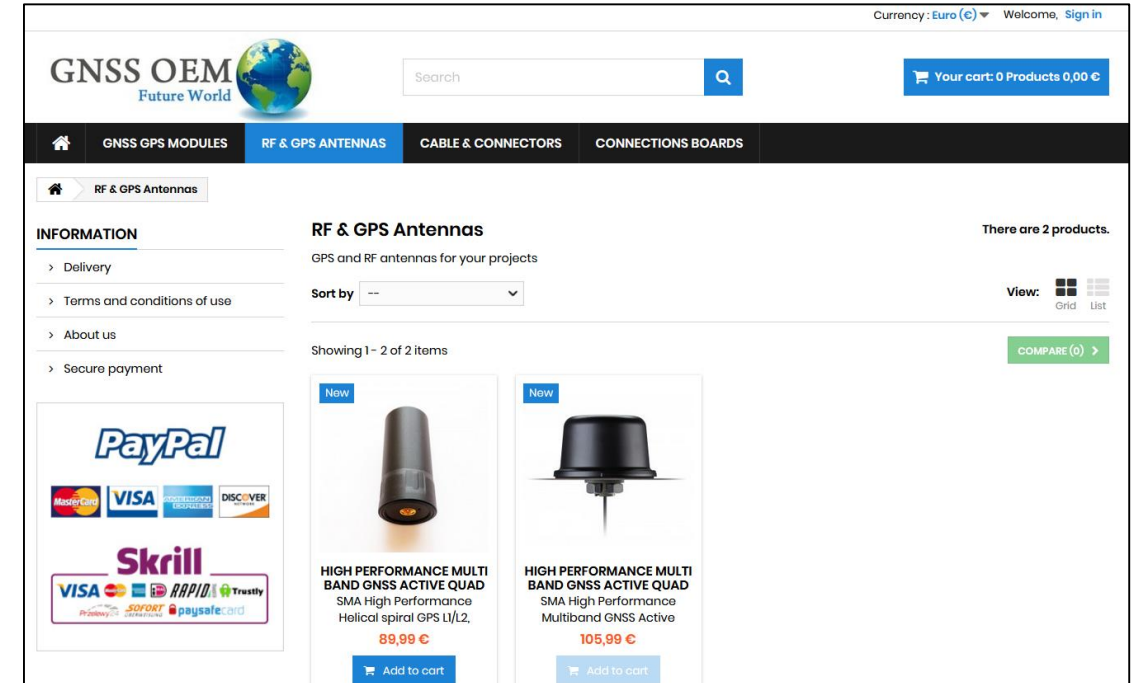 Currency : Euro (€) Welcome, Sign in
GNSS OEM
Future World
Search
Your cart: 0 Products 0,00 €
GNSS GPS MODULES RF & GPS ANTENNAS CABLE & CONNECTORS CONNECTIONS BOARDS
RF & GPS Antennas
INFORMATION
> Delivery
> Terms and conditions of use
> About us
> Secure payment
PayPal
MasterCard VISA AMERICAN EXPRESS DISCOVER NETWORK
Skrill
VISA RAPID Trustly
Przelewy SOFORT paysafecard
RF & GPS Antennas
There are 2 products.
GPS and RF antennas for your projects
Sort by --
View:
Grid List
Showing 1 - 2 of 2 items
COMPARE (0) >
New
HIGH PERFORMANCE MULTI
BAND GNSS ACTIVE QUAD
SMA High Performance
Helical spiral GPS L1/L2,
89,99 €
Add to cart
New
HIGH PERFORMANCE MULTI
BAND GNSS ACTIVE QUAD
SMA High Performance
Multiband GNSS Active
105,99 €
Add to cart